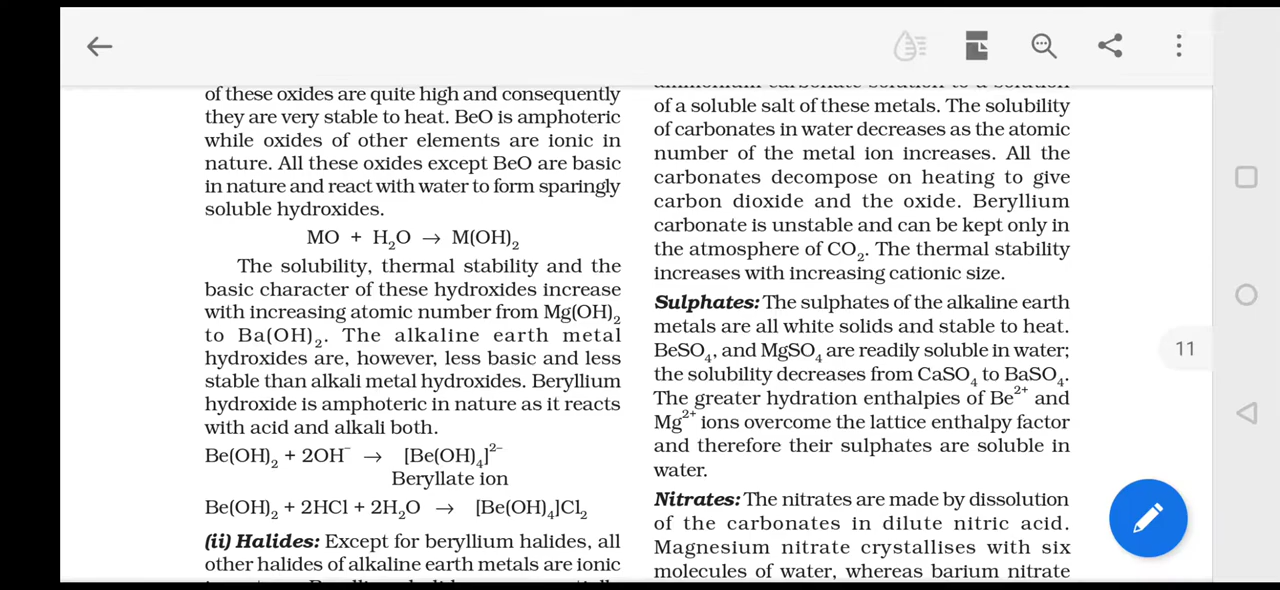 of these oxides are quite high and consequently
they are very stable to heat. BeO is amphoteric
while oxides of other elements are ionic in
nature. All these oxides except BeO are basic
in nature and react with water to form sparingly
soluble hydroxides.
MO + H₂O → M(OH)₂
The solubility, thermal stability and the
basic character of these hydroxides increase
with increasing atomic number from Mg(OH)₂
to Ba(OH)₂. The alkaline earth metal
hydroxides are, however, less basic and less
stable than alkali metal hydroxides. Beryllium
hydroxide is amphoteric in nature as it reacts
with acid and alkali both.
Be(OH)₂ + 2OH⁻ → [Be(OH)₄]²⁻
Beryllate ion
Be(OH)₂ + 2HCl + 2H₂O → [Be(OH)₄]Cl₂
(ii) Halides: Except for beryllium halides, all
other halides of alkaline earth metals are ionic
of a soluble salt of these metals. The solubility
of carbonates in water decreases as the atomic
number of the metal ion increases. All the
carbonates decompose on heating to give
carbon dioxide and the oxide. Beryllium
carbonate is unstable and can be kept only in
the atmosphere of CO₂. The thermal stability
increases with increasing cationic size.
Sulphates: The sulphates of the alkaline earth
metals are all white solids and stable to heat.
BeSO₄, and MgSO₄ are readily soluble in water;
the solubility decreases from CaSO₄ to BaSO₄.
The greater hydration enthalpies of Be²⁺ and
Mg²⁺ ions overcome the lattice enthalpy factor
and therefore their sulphates are soluble in
water.
Nitrates: The nitrates are made by dissolution
of the carbonates in dilute nitric acid.
Magnesium nitrate crystallises with six
molecules of water, whereas barium nitrate
11